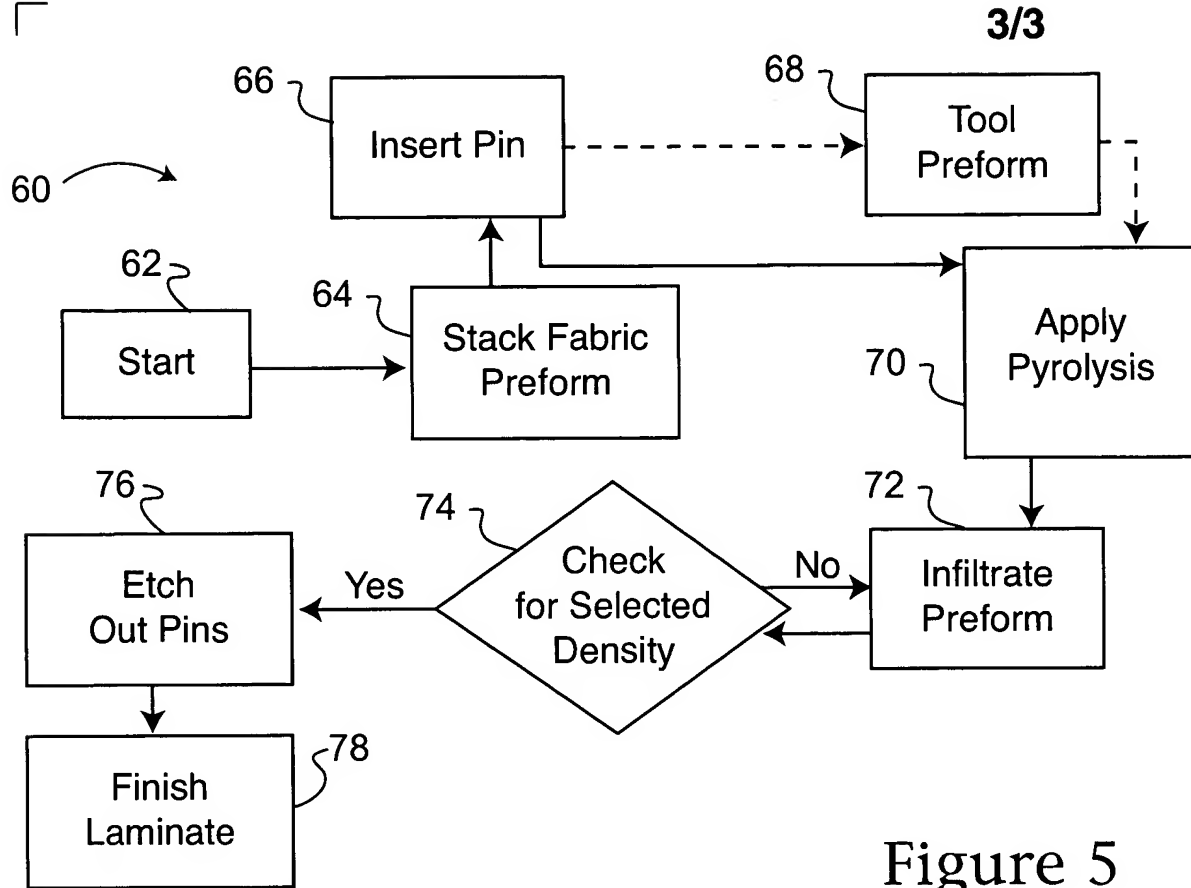 3/3
66
Insert Pin
68
Tool
Preform
60
62
Start
64
Stack Fabric
Preform
70
Apply
Pyrolysis
76
Etch
Out Pins
Yes
74
Check
for Selected
Density
No
72
Infiltrate
Preform
78
Finish
Laminate
Figure 5